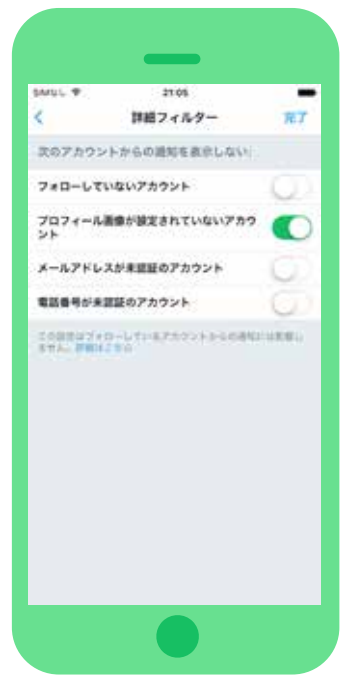 SIMなし 21:05
詳細フィルター 完了
次のアカウントからの通知を表示しない:
フォローしていないアカウント
プロフィール画像が設定されていないアカウ
ント
メールアドレスが未認証のアカウント
電話番号が未認証のアカウント
この設定はフォローしているアカウントからの通知には影響し
ません。詳細はこちら